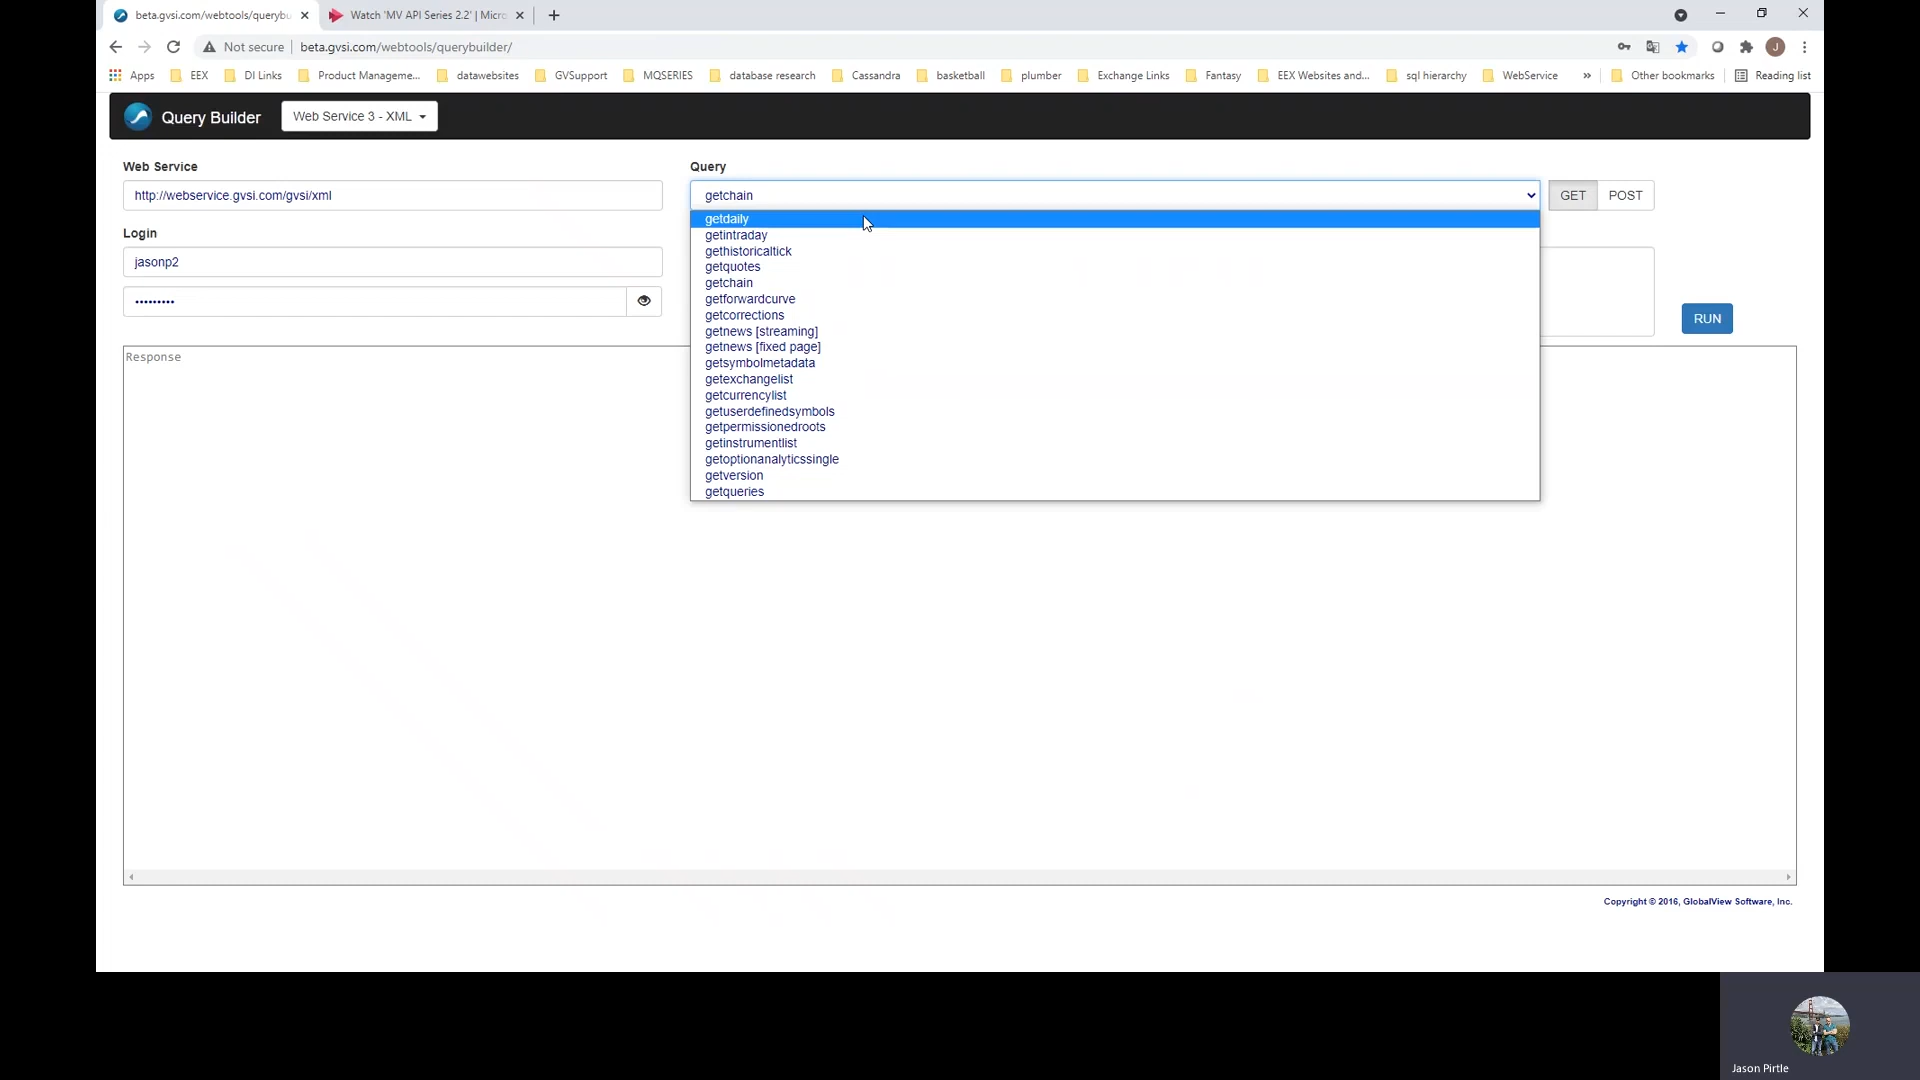 beta.gvsi.com/webtools/querybu
Watch 'MV API Series 2.2' | Micro
Not secure
beta.gvsi.com/webtools/querybuilder/
J
Apps
EEX
DI Links
Product Manageme...
datawebsites
GVSupport
MQSERIES
database research
Cassandra
basketball
plumber
Exchange Links
Fantasy
EEX Websites and...
sql hierarchy
WebService
»
Other bookmarks
Reading list
Query Builder
Web Service 3 - XML
Web Service
http://webservice.gvsi.com/gvsi/xml
Login
jasonp2
•••••••••
Query
getchain
GET
POST
getdaily
getintraday
gethistoricaltick
getquotes
getchain
getforwardcurve
getcorrections
getnews [streaming]
getnews [fixed page]
getsymbolmetadata
getexchangelist
getcurrencylist
getuserdefinedsymbols
getpermissionedroots
getinstrumentlist
getoptionanalyticssingle
getversion
getqueries
RUN
Response
Copyright © 2016, GlobalView Software, Inc.
Jason Pirtle